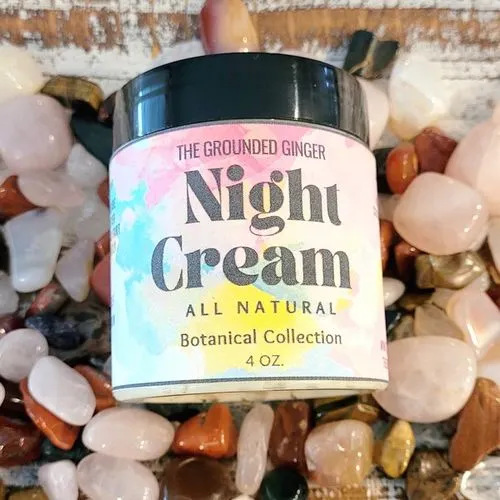 THE GROUNDED GINGER
Night
Cream
ALL NATURAL
Botanical Collection
4 OZ.